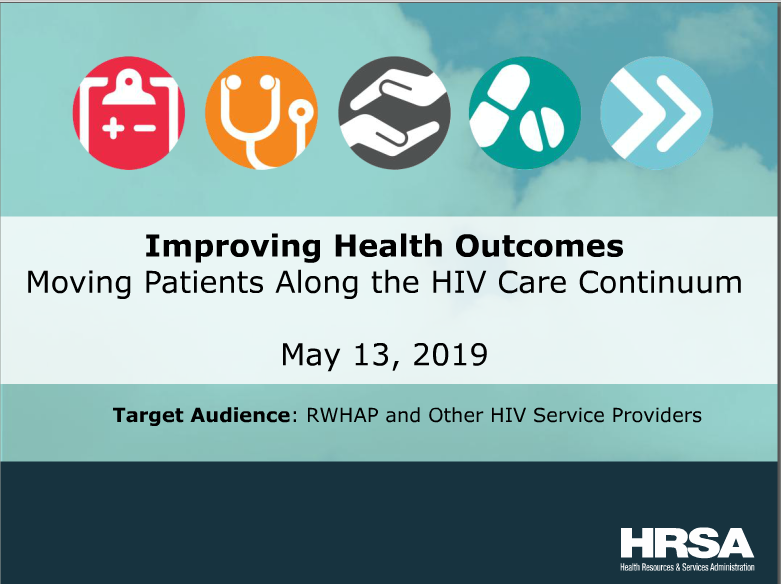 Improving Health Outcomes
Moving Patients Along the HIV Care Continuum
May 13, 2019
Target Audience: RWHAP and Other HIV Service Providers
HRSA
Health Resources & Services Administration